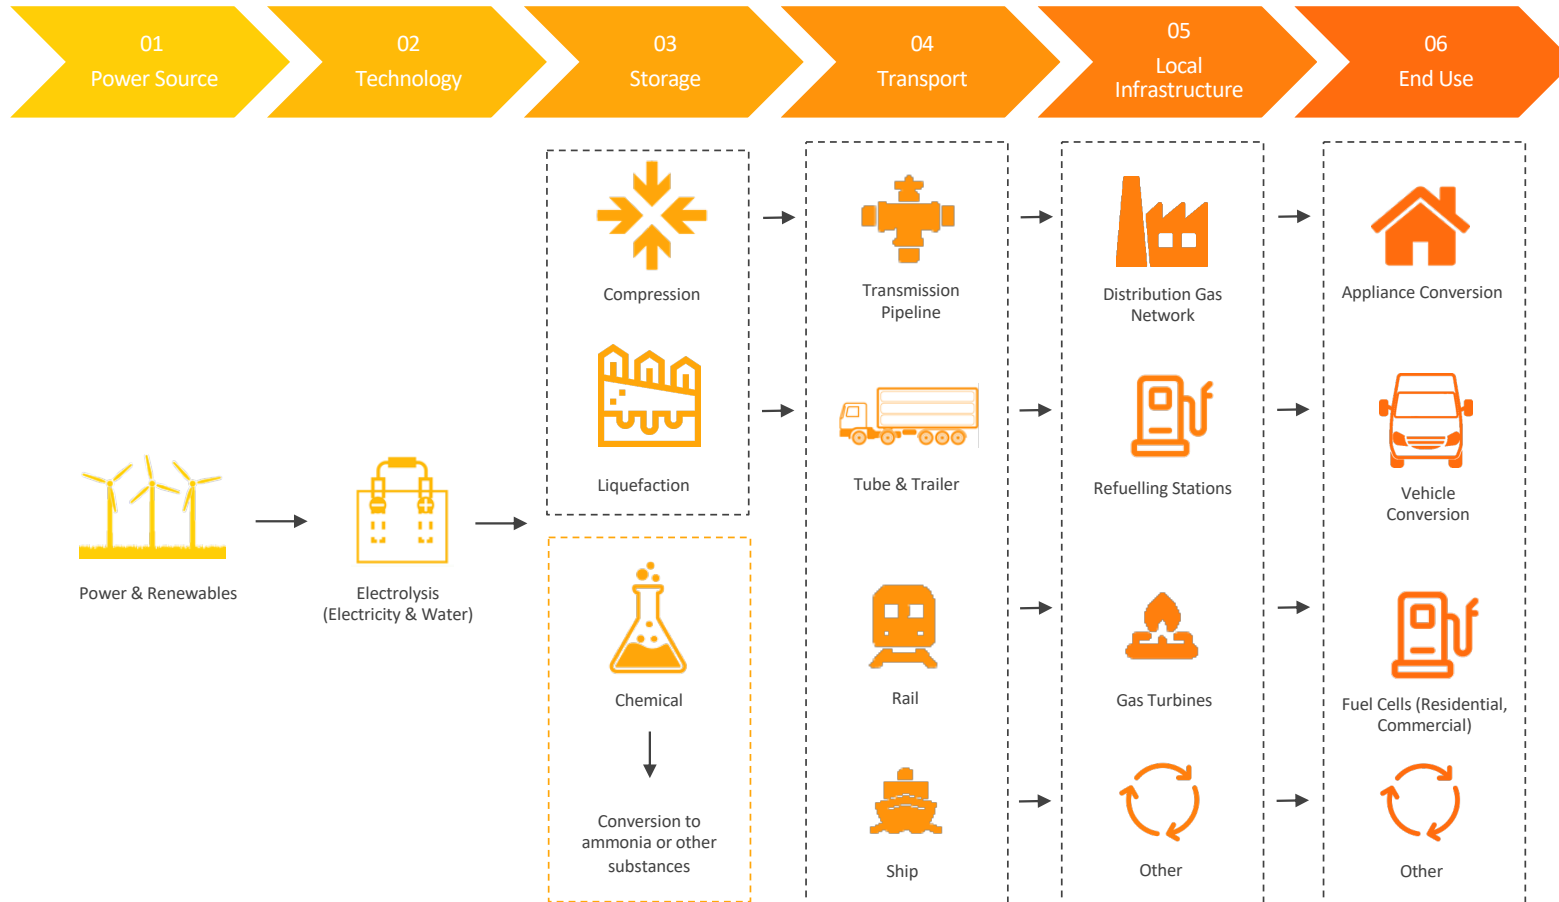 01
Power Source
02
Technology
03
Storage
04
Transport
05
Local
Infrastructure
06
End Use
Power & Renewables
Electrolysis
(Electricity & Water)
Compression
Liquefaction
Chemical
Conversion to
ammonia or other
substances
Transmission
Pipeline
Tube & Trailer
Rail
Ship
Distribution Gas
Network
Refuelling Stations
Gas Turbines
Other
Appliance Conversion
Vehicle
Conversion
Fuel Cells (Residential,
Commercial)
Other